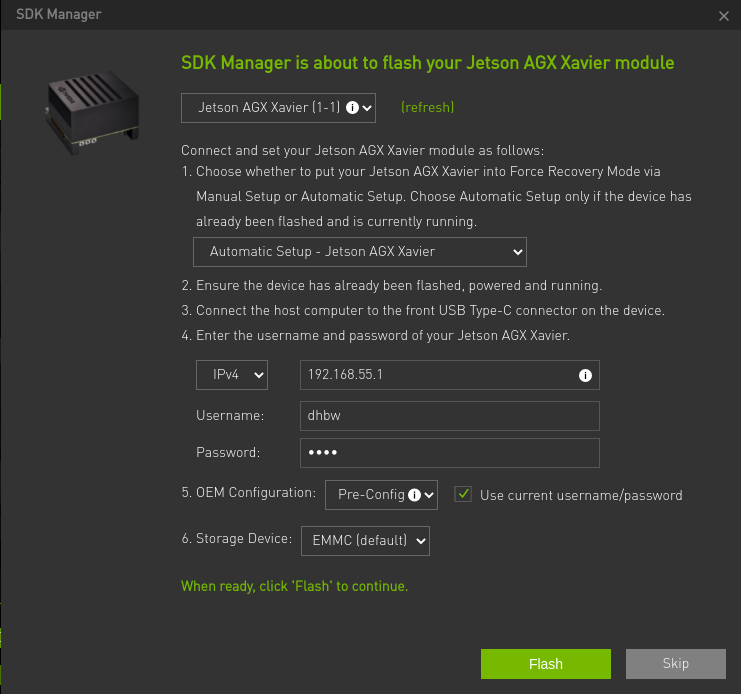 SDK Manager
SDK Manager is about to flash your Jetson AGX Xavier module
Jetson AGX Xavier (1-1)
(refresh)
Connect and set your Jetson AGX Xavier module as follows:
1. Choose whether to put your Jetson AGX Xavier into Force Recovery Mode via
Manual Setup or Automatic Setup. Choose Automatic Setup only if the device has
already been flashed and is currently running.
Automatic Setup - Jetson AGX Xavier
2. Ensure the device has already been flashed, powered and running.
3. Connect the host computer to the front USB Type-C connector on the device.
4. Enter the username and password of your Jetson AGX Xavier.
IPv4
192.168.55.1
Username:
dhbw
Password:
••••
5. OEM Configuration:
Pre-Config
Use current username/password
6. Storage Device:
EMMC (default)
When ready, click 'Flash' to continue.
Flash
Skip